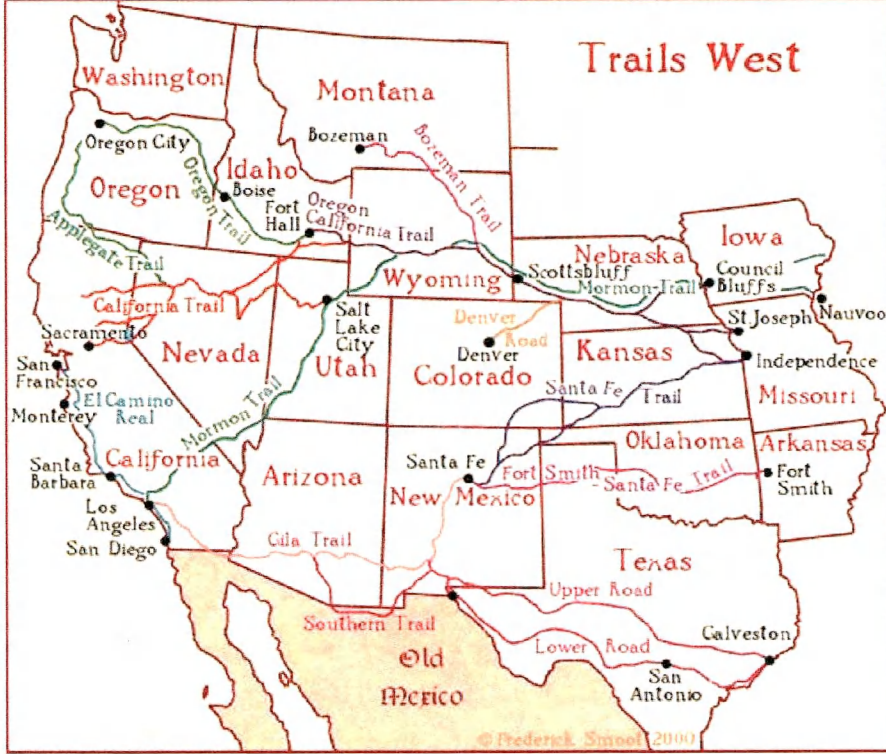 Trails West
Washington
Montana
Oregon City
Bozeman
Bozeman Trail
Oregon
Oregon Trail
Idaho
Boise
Fort
Hall
Oregon
California Trail
Applegate Trail
Wyoming
Scottsbluff
Nebraska
Mormon-Trail
Iowa
Council
Bluffs
Nauvoo
St Joseph
California Trail
Sacramento
Nevada
Salt
Lake
City
Utah
Denver
Road
Denver
Colorado
Kansas
Independence
Missouri
San
Francisco
Monterey
El Camino
Real
Mormon Trail
Santa Fe
Trail
California
Santa
Barbara
Los
Angeles
San Diego
Arizona
Santa Fe
New
Mexico
Oklahoma
Arkansas
Fort Smith
Santa Fe Trail
Fort
Smith
Gila Trail
Southern Trail
Texas
Upper Road
Lower Road
Galveston
San
Antonio
Old
Mexico
© Frederick Smoot 2000